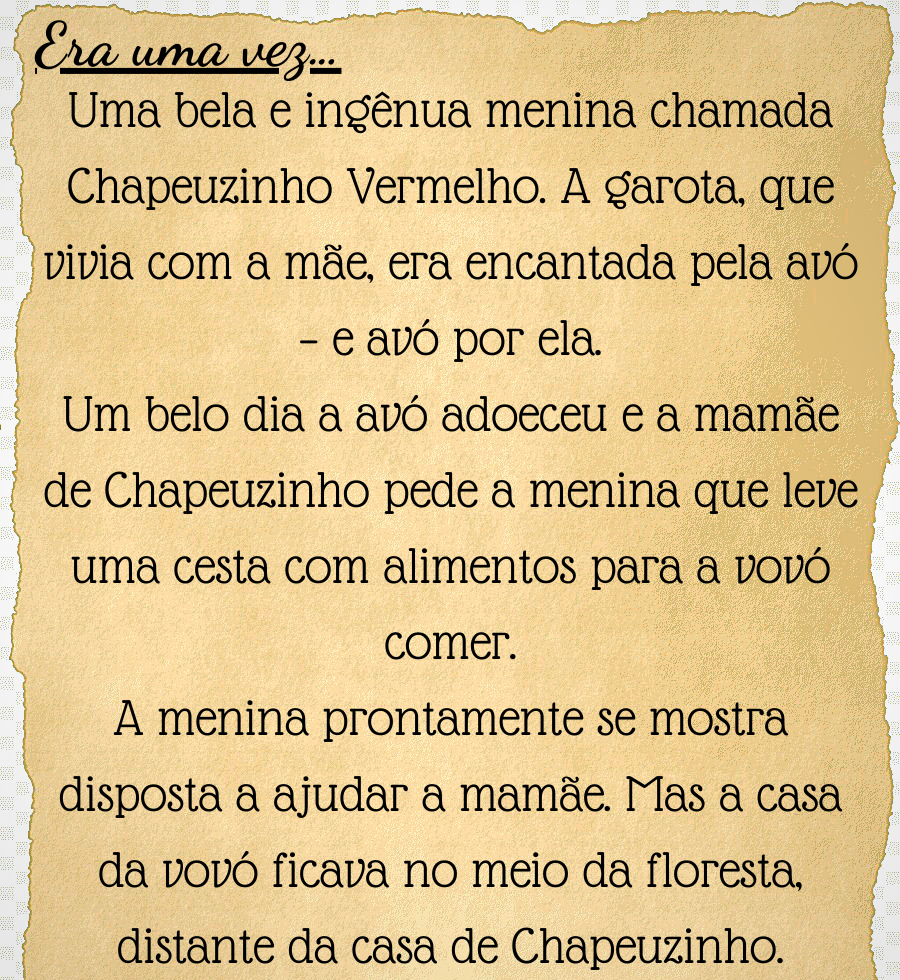 Era uma vez...
Uma bela e ingênua menina chamada
Chapeuzinho Vermelho. A garota, que
vivia com a mãe, era encantada pela avó
– e avó por ela.
Um belo dia a avó adoeceu e a mamãe
de Chapeuzinho pede a menina que leve
uma cesta com alimentos para a vovó
comer.
A menina prontamente se mostra
disposta a ajudar a mamãe. Mas a casa
da vovó ficava no meio da floresta,
distante da casa de Chapeuzinho.